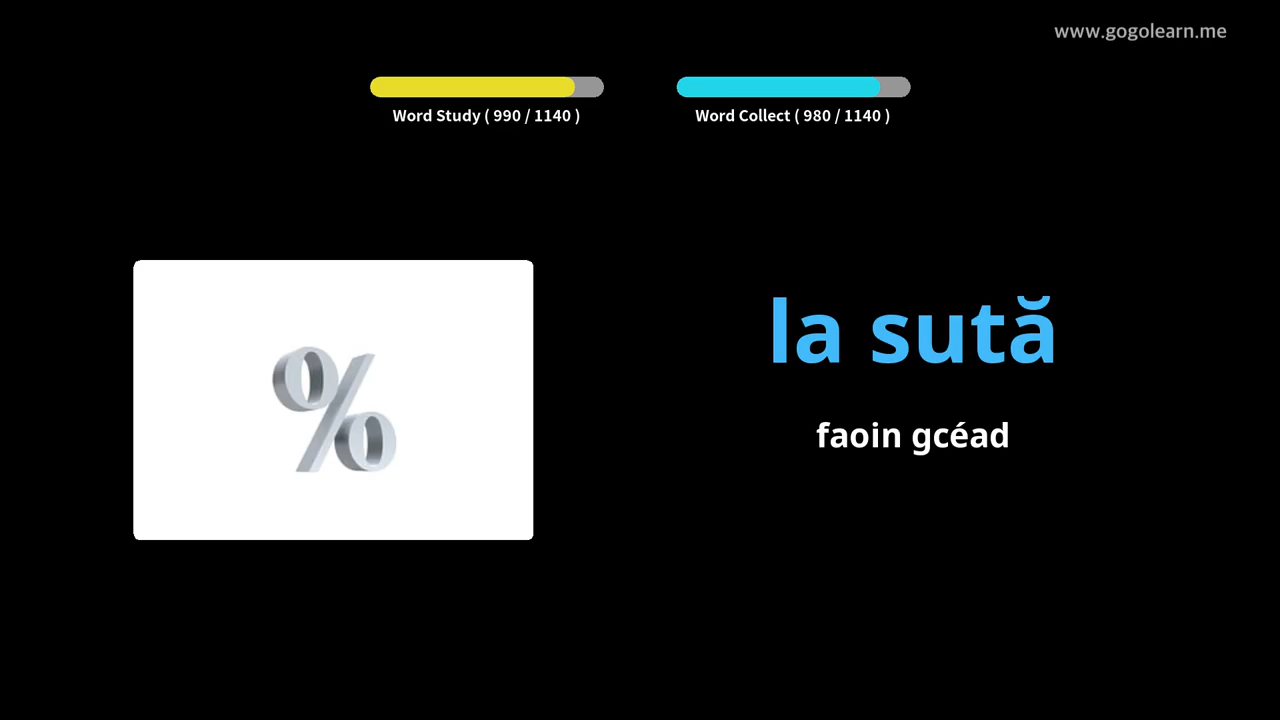 www.gogolearn.me
Word Study ( 990 / 1140 )
Word Collect ( 980 / 1140 )
%
la sută
faoin gcéad